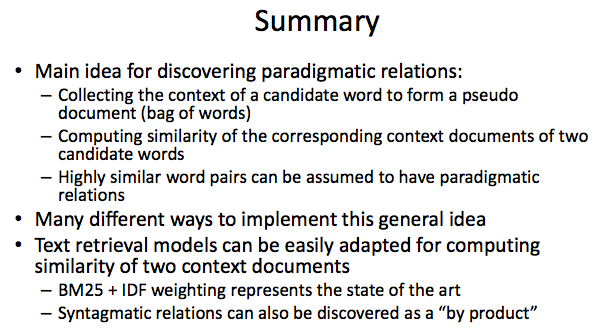 Summary
• Main idea for discovering paradigmatic relations:
– Collecting the context of a candidate word to form a pseudo
document (bag of words)
– Computing similarity of the corresponding context documents of two
candidate words
– Highly similar word pairs can be assumed to have paradigmatic
relations
• Many different ways to implement this general idea
• Text retrieval models can be easily adapted for computing
similarity of two context documents
– BM25 + IDF weighting represents the state of the art
– Syntagmatic relations can also be discovered as a “by product”